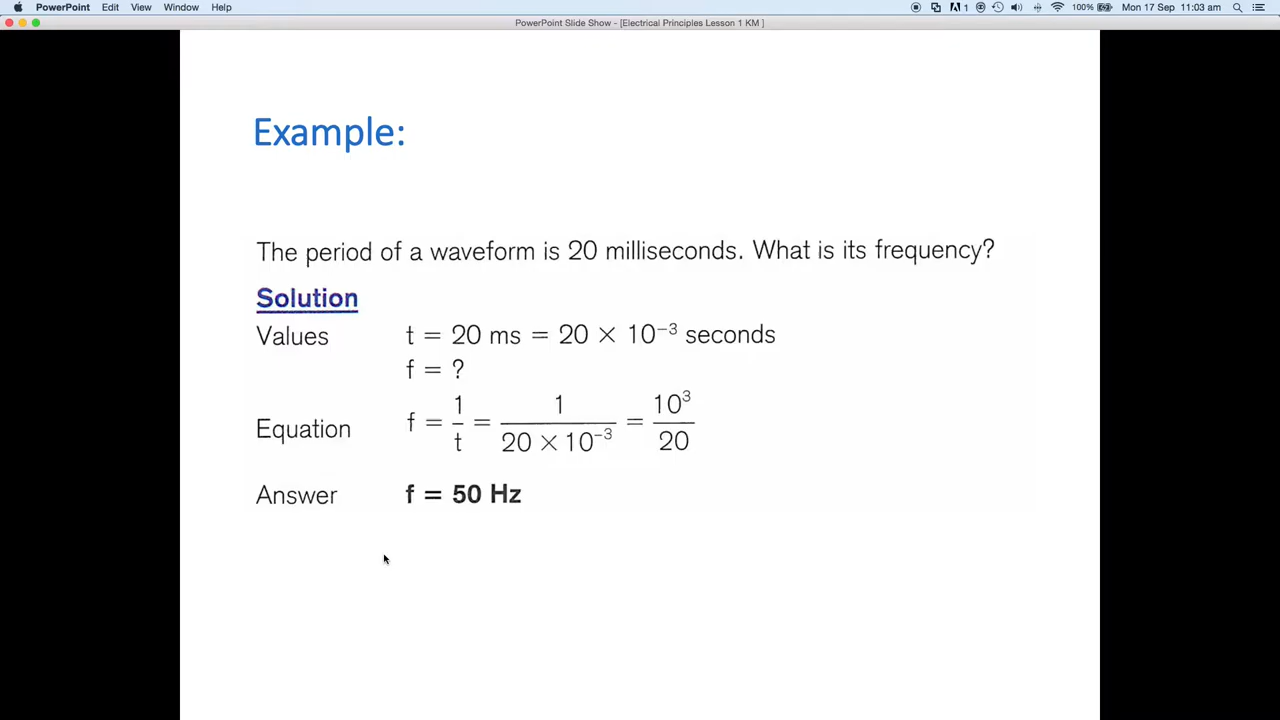 PowerPoint Edit View Window Help 1 100% Mon 17 Sep 11:03 am
PowerPoint Slide Show - [Electrical Principles Lesson 1 KM ]
Example:
The period of a waveform is 20 milliseconds. What is its frequency?
Solution
Values t = 20 ms = 20 × 10⁻³ seconds
f = ?
Equation f = 1/t = 1/(20 × 10⁻³) = 10³/20
Answer f = 50 Hz